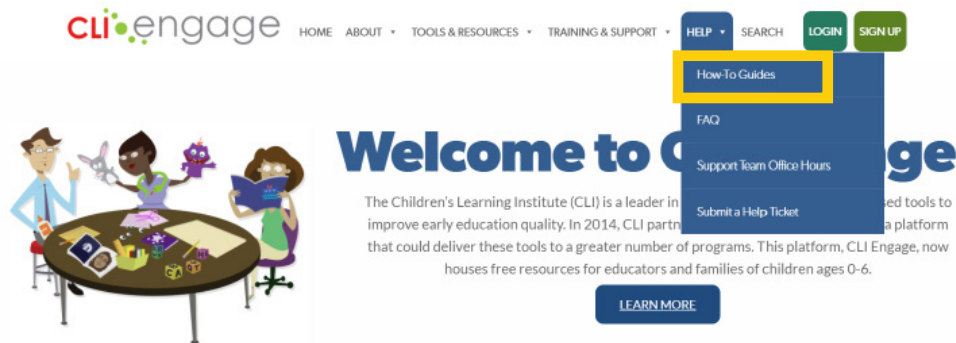 cli engage HOME ABOUT TOOLS & RESOURCES TRAINING & SUPPORT HELP SEARCH LOGIN SIGN UP
How-To Guides
FAQ
Support Team Office Hours
Submit a Help Ticket
Welcome to C ge
The Children's Learning Institute (CLI) is a leader in sed tools to
improve early education quality. In 2014, CLI partn a platform
that could deliver these tools to a greater number of programs. This platform, CLI Engage, now
houses free resources for educators and families of children ages 0-6.
LEARN MORE